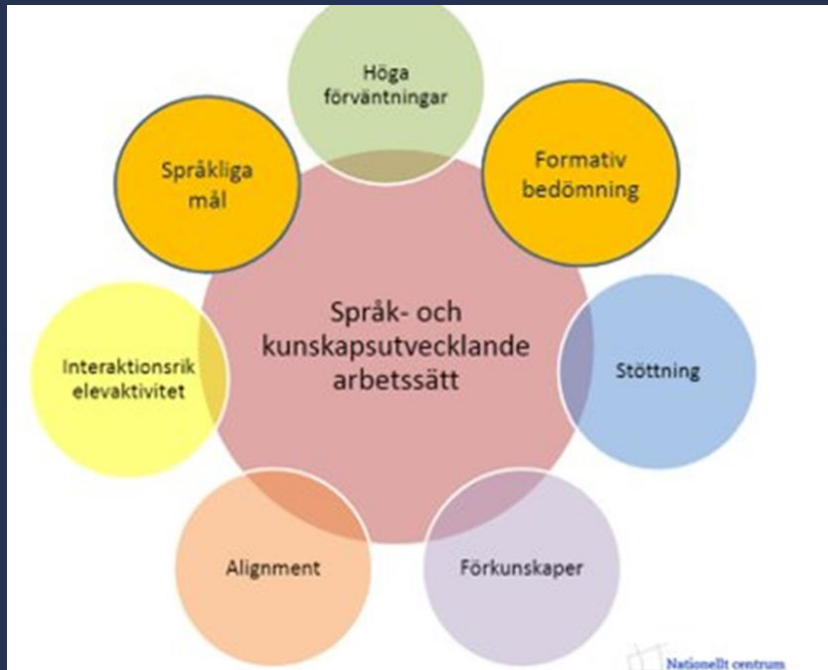 Höga
förväntningar
Formativ
bedömning
Stöttning
Förkunskaper
Alignment
Interaktionsrik
elevaktivitet
Språkliga
mål
Språk- och
kunskapsutvecklande
arbetssätt
Nationellt centrum